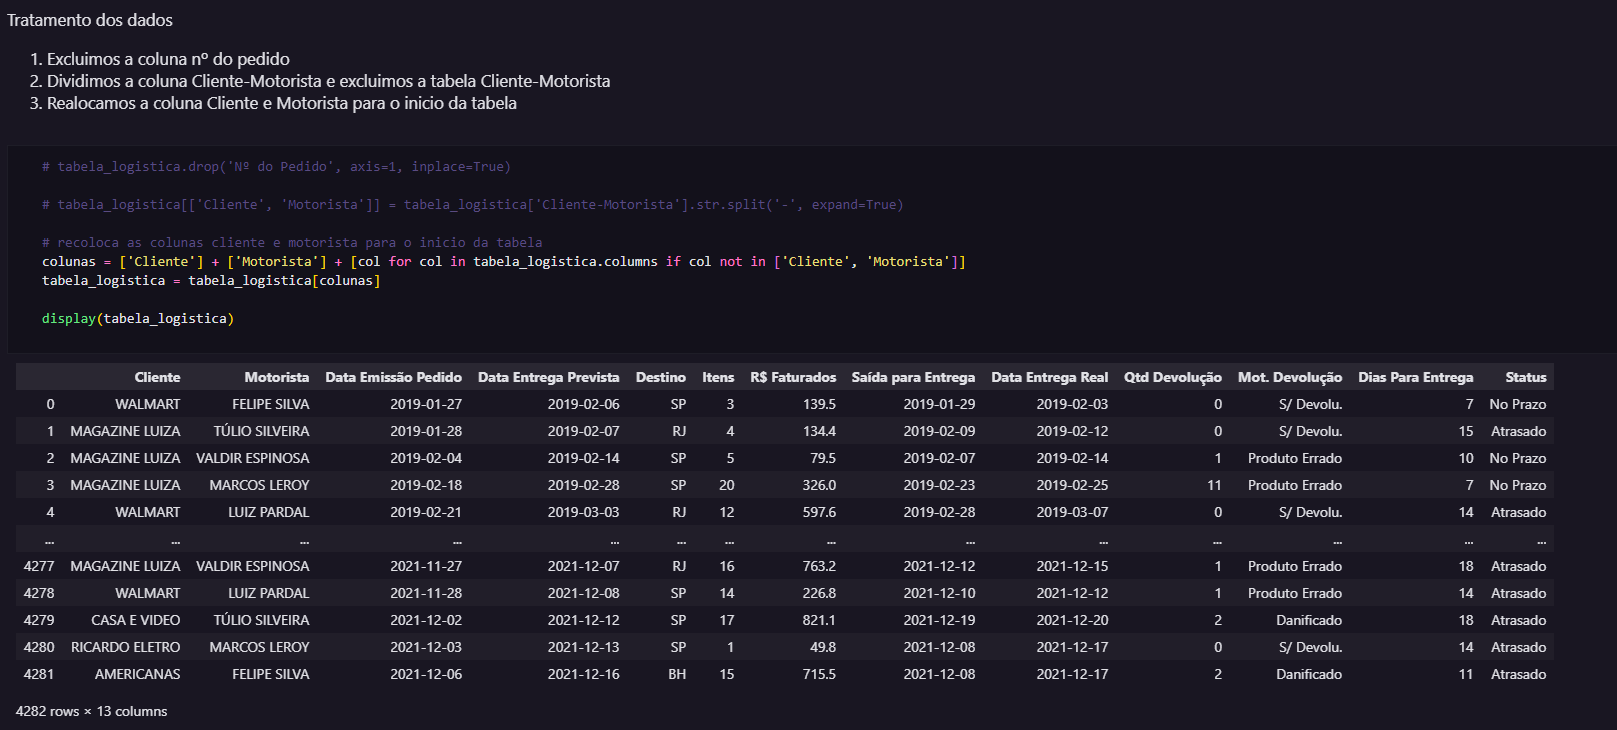 Tratamento dos dados
1. Excluimos a coluna nº do pedido
2. Dividimos a coluna Cliente-Motorista e excluimos a tabela Cliente-Motorista
3. Realocamos a coluna Cliente e Motorista para o inicio da tabela
# tabela_logistica.drop('Nº do Pedido', axis=1, inplace=True)
# tabela_logistica[['Cliente', 'Motorista']] = tabela_logistica['Cliente-Motorista'].str.split('-', expand=True)
# recoloca as colunas cliente e motorista para o inicio da tabela
colunas = ['Cliente'] + ['Motorista'] + [col for col in tabela_logistica.columns if col not in ['Cliente', 'Motorista']]
tabela_logistica = tabela_logistica[colunas]
display(tabela_logistica)
Cliente Motorista Data Emissão Pedido Data Entrega Prevista Destino Itens R$ Faturados Saída para Entrega Data Entrega Real Qtd Devolução Mot. Devolução Dias Para Entrega Status
0 WALMART FELIPE SILVA 2019-01-27 2019-02-06 SP 3 139.5 2019-01-29 2019-02-03 0 S/ Devolu. 7 No Prazo
1 MAGAZINE LUIZA TÚLIO SILVEIRA 2019-01-28 2019-02-07 RJ 4 134.4 2019-02-09 2019-02-12 0 S/ Devolu. 15 Atrasado
2 MAGAZINE LUIZA VALDIR ESPINOSA 2019-02-04 2019-02-14 SP 5 79.5 2019-02-07 2019-02-14 1 Produto Errado 10 No Prazo
3 MAGAZINE LUIZA MARCOS LEROY 2019-02-18 2019-02-28 SP 20 326.0 2019-02-23 2019-02-25 11 Produto Errado 7 No Prazo
4 WALMART LUIZ PARDAL 2019-02-21 2019-03-03 RJ 12 597.6 2019-02-28 2019-03-07 0 S/ Devolu. 14 Atrasado
... ... ... ... ... ... ... ... ... ... ... ... ... ...
4277 MAGAZINE LUIZA VALDIR ESPINOSA 2021-11-27 2021-12-07 RJ 16 763.2 2021-12-12 2021-12-15 1 Produto Errado 18 Atrasado
4278 WALMART LUIZ PARDAL 2021-11-28 2021-12-08 SP 14 226.8 2021-12-10 2021-12-12 1 Produto Errado 14 Atrasado
4279 CASA E VIDEO TÚLIO SILVEIRA 2021-12-02 2021-12-12 SP 17 821.1 2021-12-19 2021-12-20 2 Danificado 18 Atrasado
4280 RICARDO ELETRO MARCOS LEROY 2021-12-03 2021-12-13 SP 1 49.8 2021-12-08 2021-12-17 0 S/ Devolu. 14 Atrasado
4281 AMERICANAS FELIPE SILVA 2021-12-06 2021-12-16 BH 15 715.5 2021-12-08 2021-12-17 2 Danificado 11 Atrasado
4282 rows × 13 columns